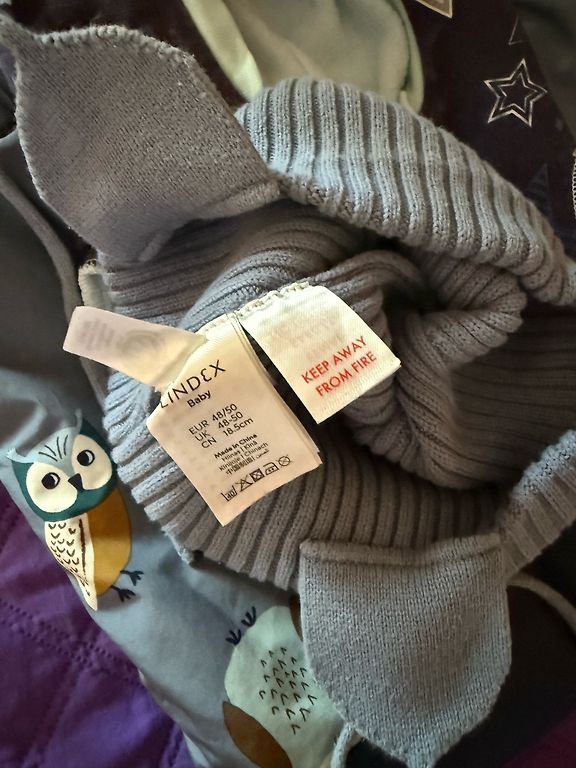 LINDEX
Baby
EUR 48/50
UK 48-50
CN 18.5cm
Made in China
KEEP AWAY
FROM FIRE